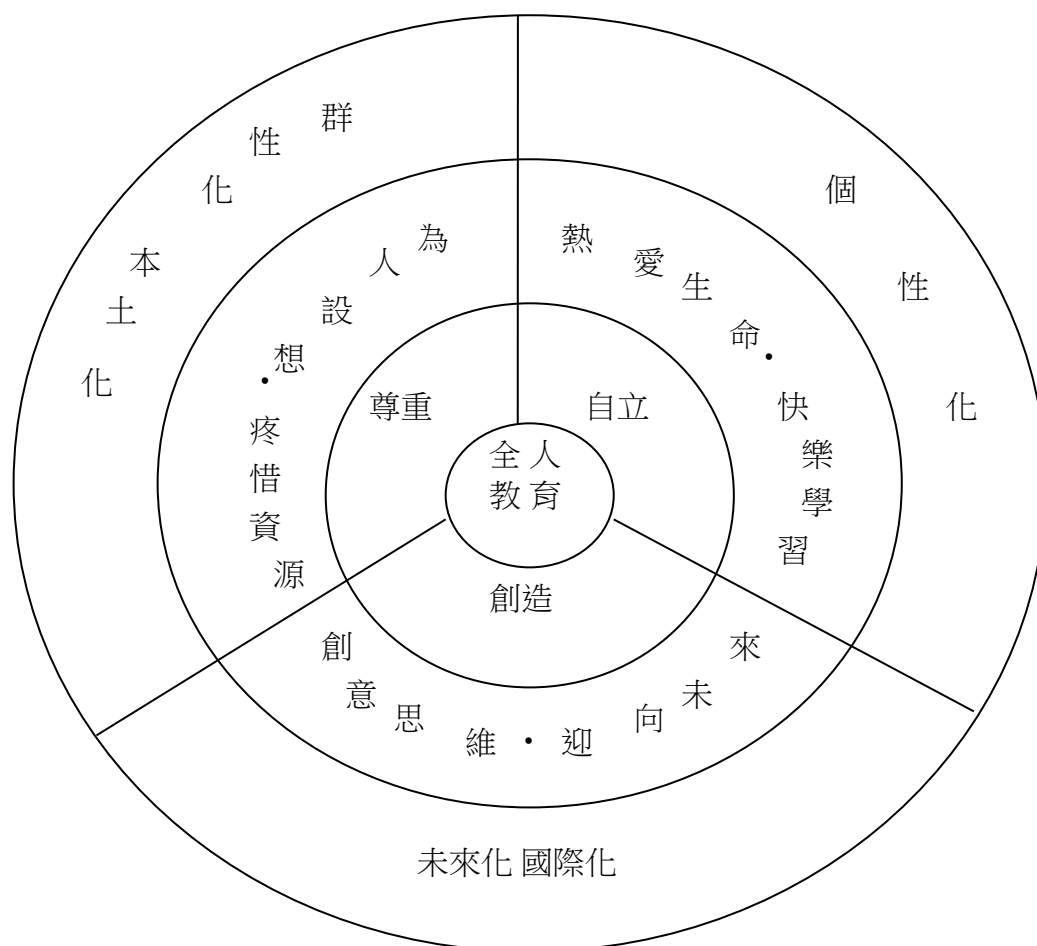 群性化
本土化
個性化
為人設想・疼惜資源
熱愛生命・快樂學習
尊重
自立
全人
教育
創造
創意思維・迎向未來
未來化 國際化